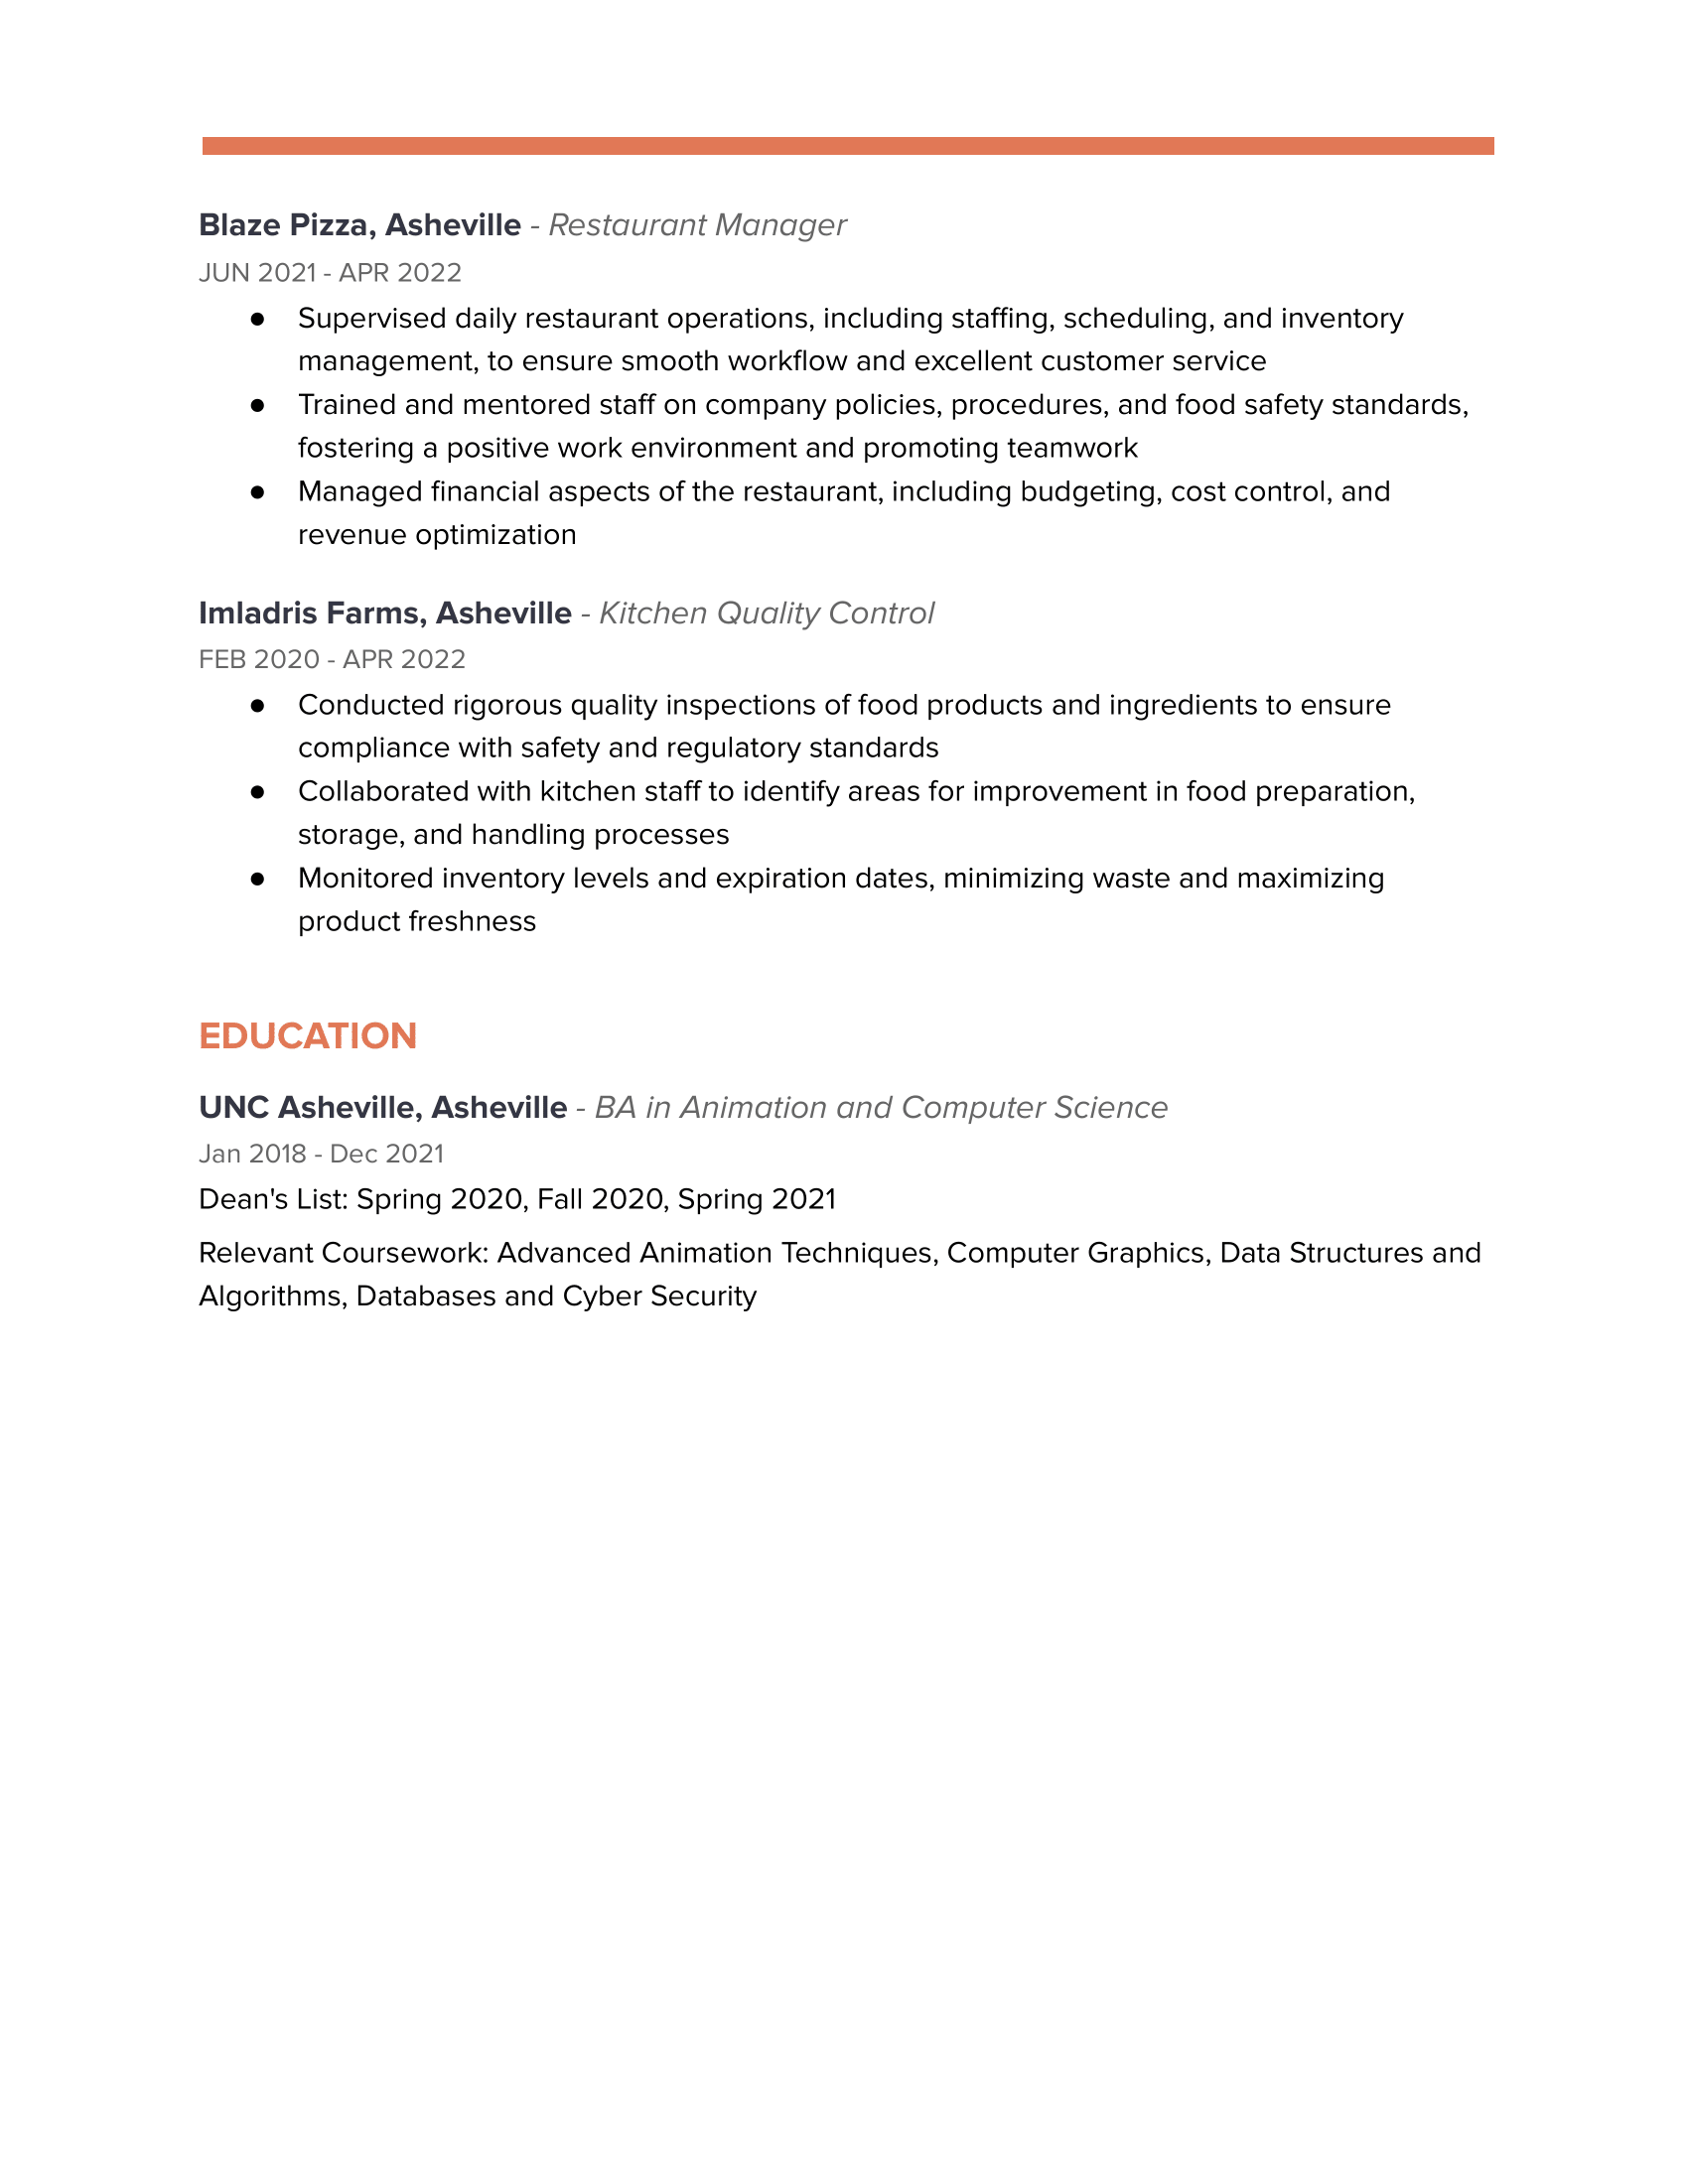 Blaze Pizza, Asheville - Restaurant Manager
JUN 2021 - APR 2022
● Supervised daily restaurant operations, including staffing, scheduling, and inventory
management, to ensure smooth workflow and excellent customer service
● Trained and mentored staff on company policies, procedures, and food safety standards,
fostering a positive work environment and promoting teamwork
● Managed financial aspects of the restaurant, including budgeting, cost control, and
revenue optimization
Imladris Farms, Asheville - Kitchen Quality Control
FEB 2020 - APR 2022
● Conducted rigorous quality inspections of food products and ingredients to ensure
compliance with safety and regulatory standards
● Collaborated with kitchen staff to identify areas for improvement in food preparation,
storage, and handling processes
● Monitored inventory levels and expiration dates, minimizing waste and maximizing
product freshness
EDUCATION
UNC Asheville, Asheville - BA in Animation and Computer Science
Jan 2018 - Dec 2021
Dean's List: Spring 2020, Fall 2020, Spring 2021
Relevant Coursework: Advanced Animation Techniques, Computer Graphics, Data Structures and
Algorithms, Databases and Cyber Security